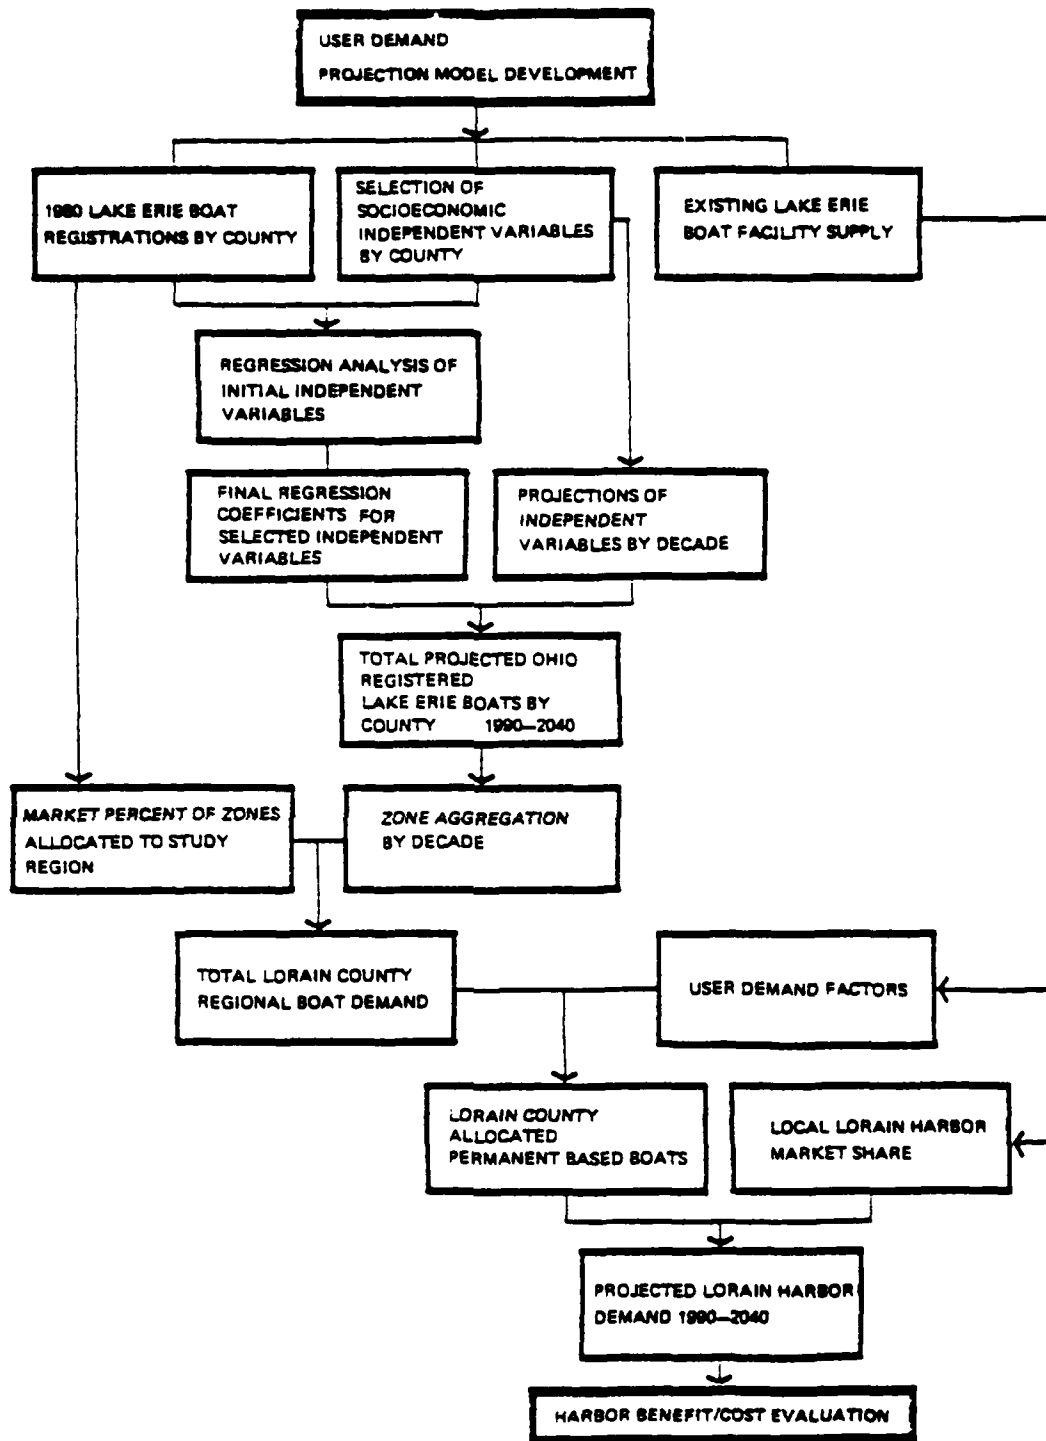 USER DEMAND
PROJECTION MODEL DEVELOPMENT
1980 LAKE ERIE BOAT
REGISTRATIONS BY COUNTY
SELECTION OF
SOCIOECONOMIC
INDEPENDENT VARIABLES
BY COUNTY
EXISTING LAKE ERIE
BOAT FACILITY SUPPLY
REGRESSION ANALYSIS OF
INITIAL INDEPENDENT
VARIABLES
FINAL REGRESSION
COEFFICIENTS FOR
SELECTED INDEPENDENT
VARIABLES
PROJECTIONS OF
INDEPENDENT
VARIABLES BY DECADE
TOTAL PROJECTED OHIO
REGISTERED
LAKE ERIE BOATS BY
COUNTY 1990—2040
MARKET PERCENT OF ZONES
ALLOCATED TO STUDY
REGION
ZONE AGGREGATION
BY DECADE
TOTAL LORAIN COUNTY
REGIONAL BOAT DEMAND
USER DEMAND FACTORS
LORAIN COUNTY
ALLOCATED
PERMANENT BASED BOATS
LOCAL LORAIN HARBOR
MARKET SHARE
PROJECTED LORAIN HARBOR
DEMAND 1990—2040
HARBOR BENEFIT/COST EVALUATION